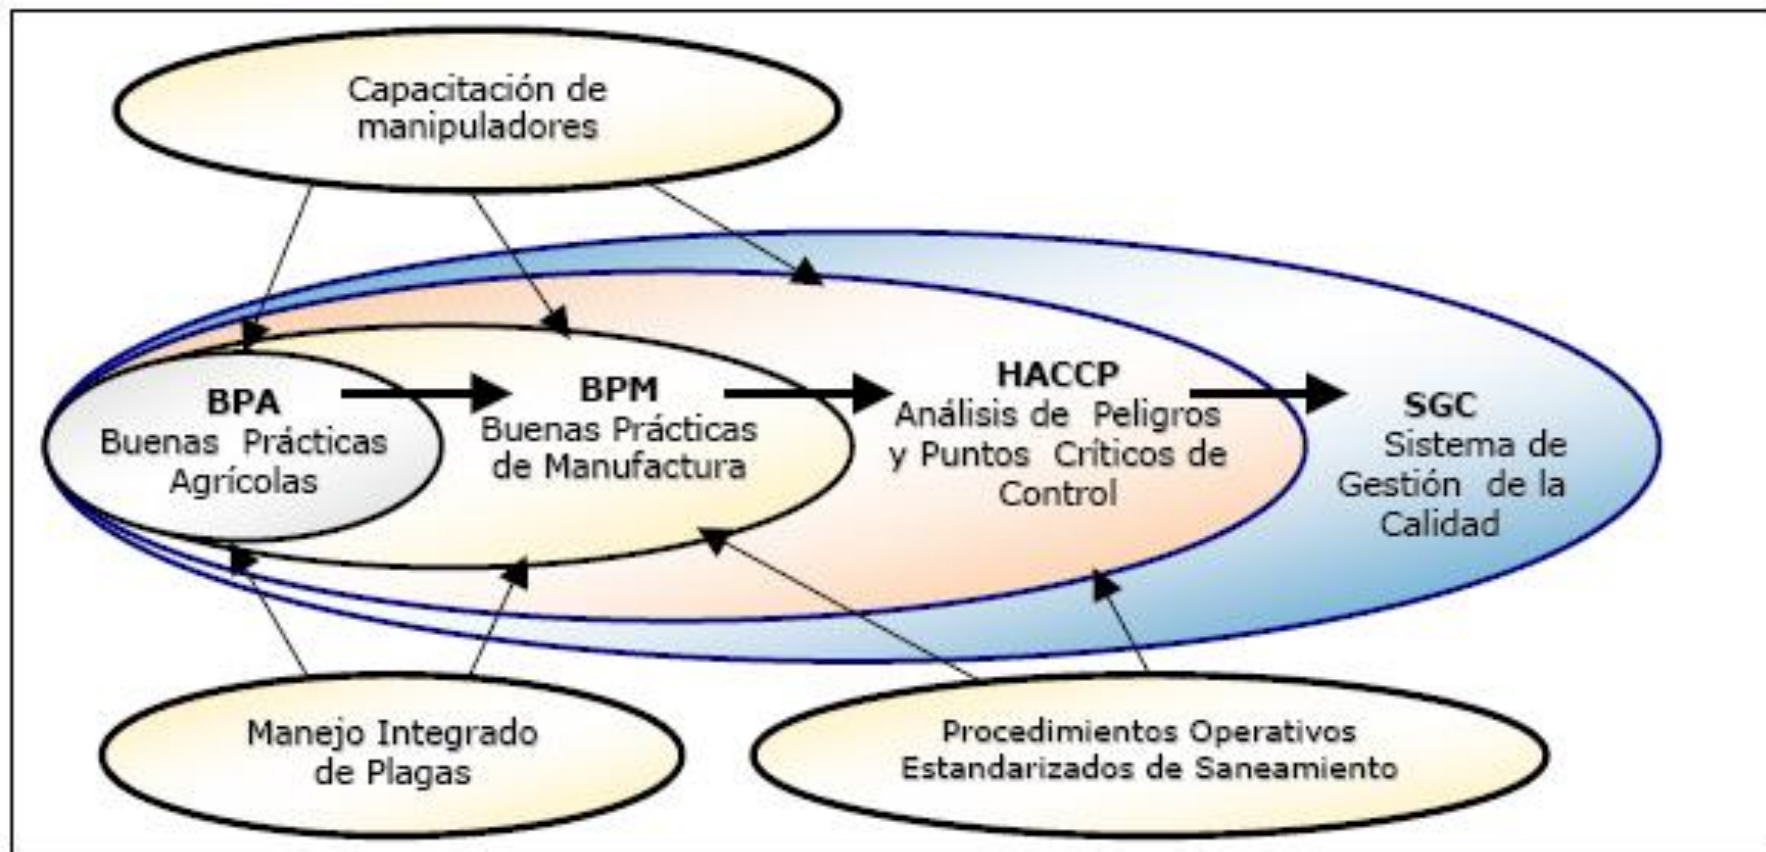 Capacitación de
manipuladores
BPA
Buenas Prácticas
Agrícolas
BPM
Buenas Prácticas
de Manufactura
HACCP
Análisis de Peligros
y Puntos Críticos de
Control
SGC
Sistema de
Gestión de la
Calidad
Manejo Integrado
de Plagas
Procedimientos Operativos
Estandarizados de Saneamiento